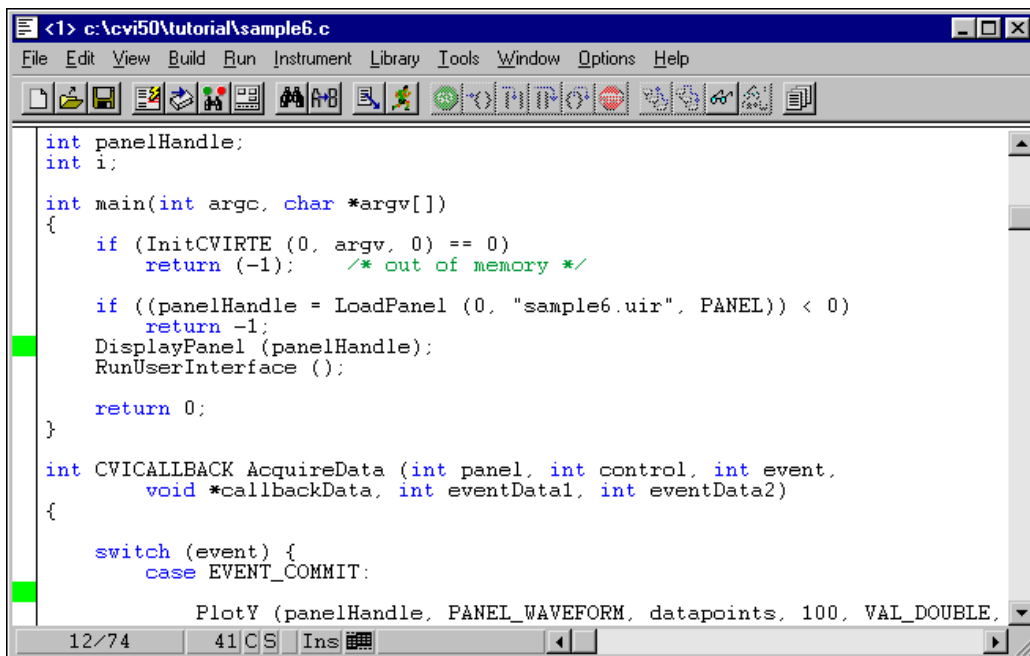 <1> c:\cvi50\tutorial\sample6.c
File Edit View Build Run Instrument Library Tools Window Options Help
int panelHandle;
int i;
int main(int argc, char *argv[])
{
if (InitCVIRTE (0, argv, 0) == 0)
return (-1); /* out of memory */
if ((panelHandle = LoadPanel (0, "sample6.uir", PANEL)) < 0)
return -1;
DisplayPanel (panelHandle);
RunUserInterface ();
return 0;
}
int CVICALLBACK AcquireData (int panel, int control, int event,
void *callbackData, int eventData1, int eventData2)
{
switch (event) {
case EVENT_COMMIT:
PlotY (panelHandle, PANEL_WAVEFORM, datapoints, 100, VAL_DOUBLE,
12/74 41 C S Ins